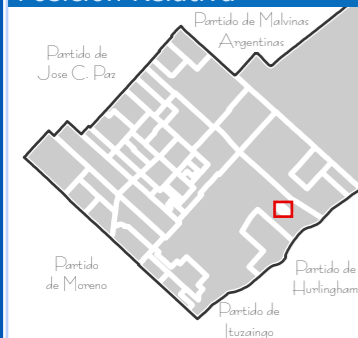 Posición Relativa
Partido de Malvinas
Argentinas
Partido de
Jose C. Paz
Partido
de Moreno
Partido de
Hurlingham
Partido de
Ituzaingo